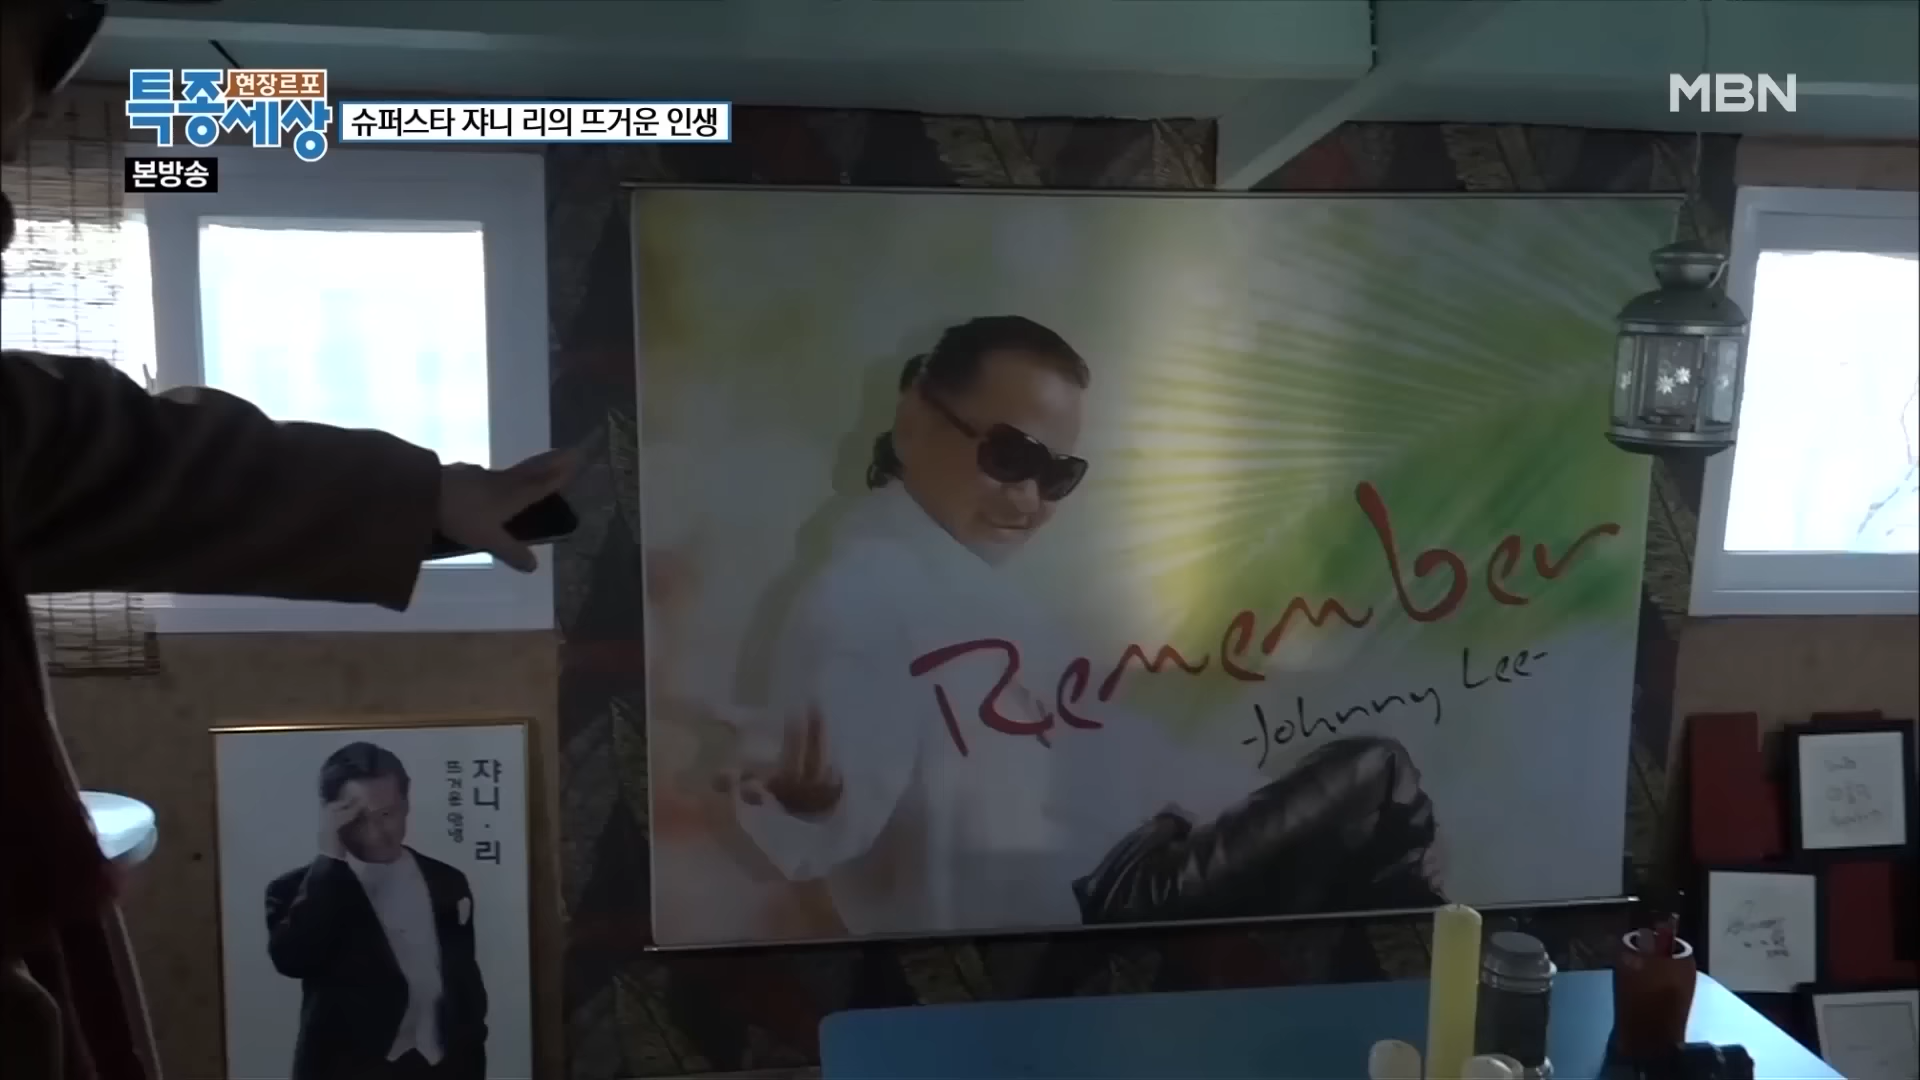 현장르포
특종세상
슈퍼스타 쟈니 리의 뜨거운 인생
본방송
MBN
Remember
-Johnny Lee-
쟈니·리
뜨거운 안녕